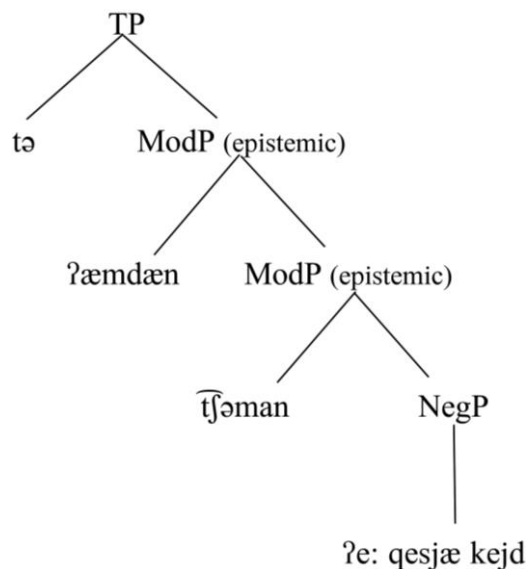 TP
tə ModP (epistemic)
ʔæmdæn ModP (epistemic)
t͡ʃəman NegP
ʔe: qesjæ kejd